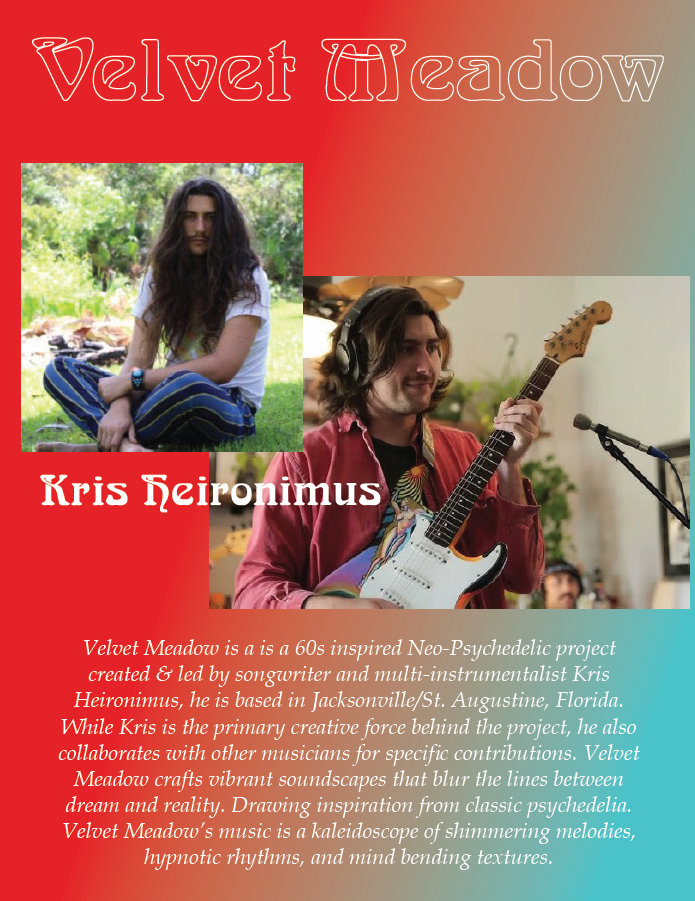 Velvet Meadow
Kris Heironimus
Velvet Meadow is a is a 60s inspired Neo-Psychedelic project
created & led by songwriter and multi-instrumentalist Kris
Heironimus, he is based in Jacksonville/St. Augustine, Florida.
While Kris is the primary creative force behind the project, he also
collaborates with other musicians for specific contributions. Velvet
Meadow crafts vibrant soundscapes that blur the lines between
dream and reality. Drawing inspiration from classic psychedelia.
Velvet Meadow's music is a kaleidoscope of shimmering melodies,
hypnotic rhythms, and mind bending textures.